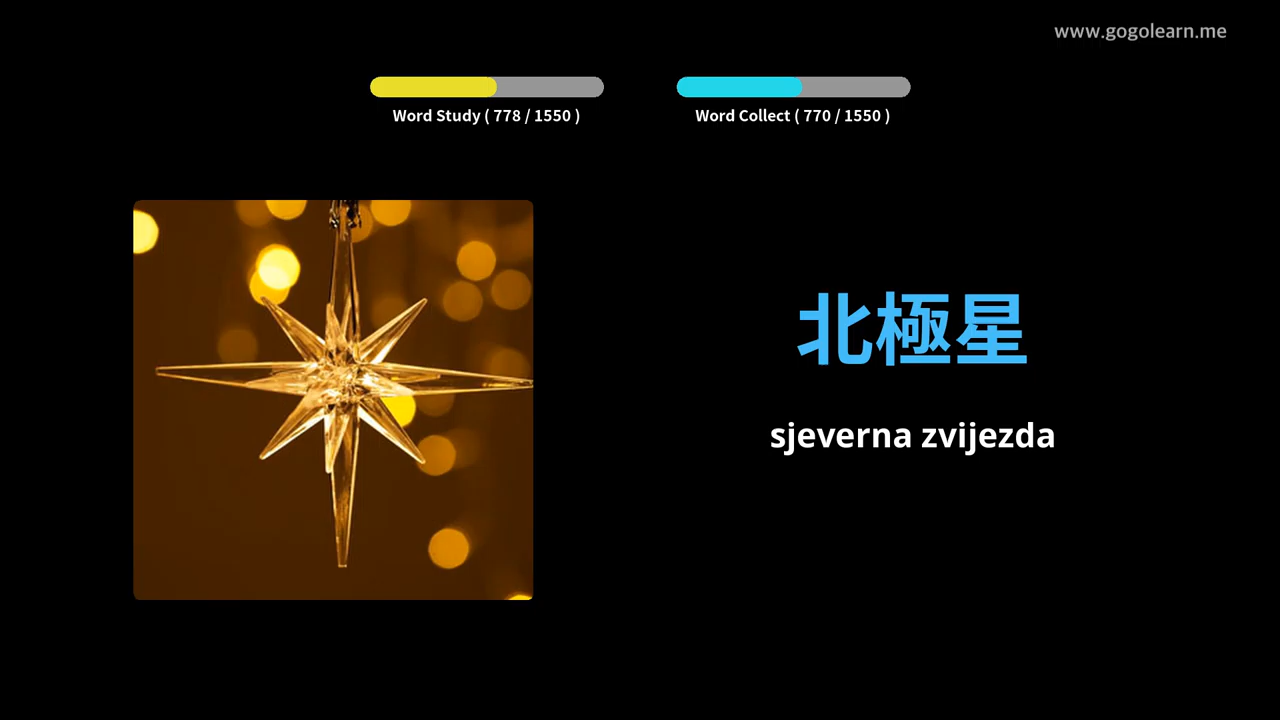 www.gogolearn.me
Word Study ( 778 / 1550 )
Word Collect ( 770 / 1550 )
北極星
sjeverna zvijezda